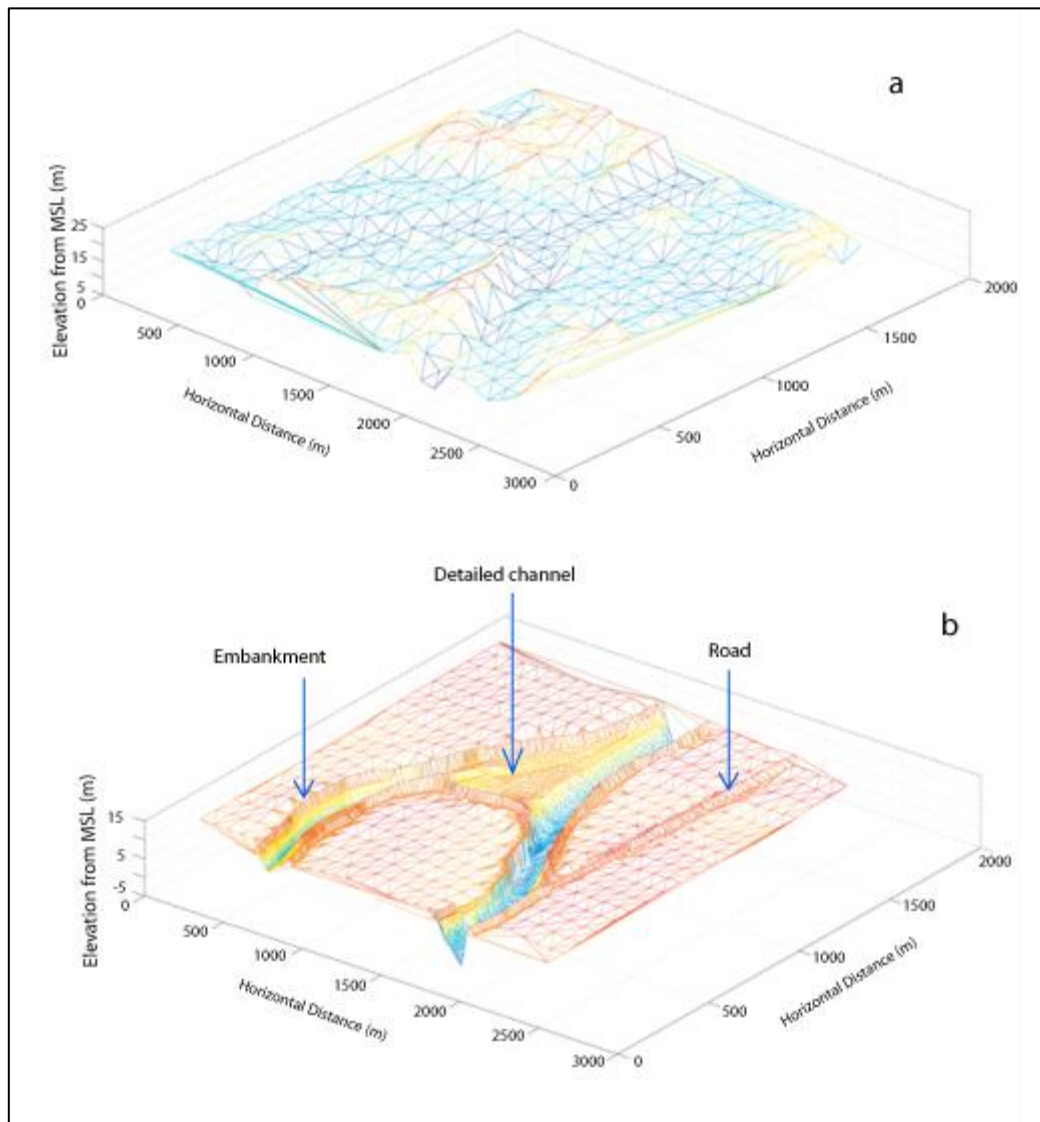 a
Elevation from MSL (m)
25
15
5
0
500
1000
1500
2000
2500
3000
Horizontal Distance (m)
0
500
1000
1500
2000
Horizontal Distance (m)
Detailed channel
b
Embankment
Road
Elevation from MSL (m)
15
5
-5
0
500
1000
1500
2000
2500
3000
Horizontal Distance (m)
0
500
1000
1500
2000
Horizontal Distance (m)